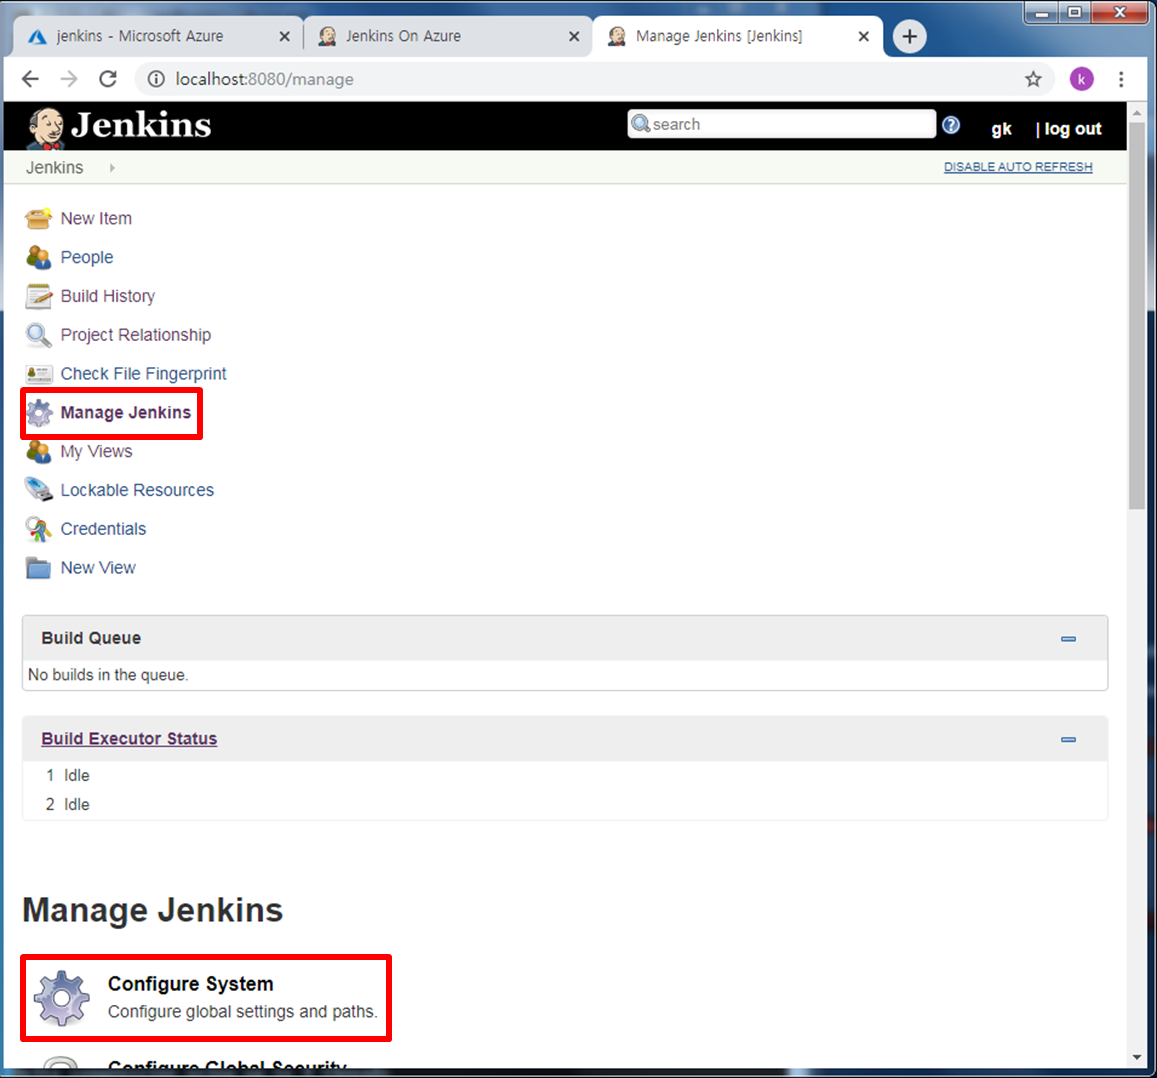 jenkins - Microsoft Azure
Jenkins On Azure
Manage Jenkins [Jenkins]
localhost:8080/manage
k
Jenkins
search
gk
| log out
Jenkins
DISABLE AUTO REFRESH
New Item
People
Build History
Project Relationship
Check File Fingerprint
Manage Jenkins
My Views
Lockable Resources
Credentials
New View
Build Queue
No builds in the queue.
Build Executor Status
1 Idle
2 Idle
Manage Jenkins
Configure System
Configure global settings and paths.
Configure Global Security